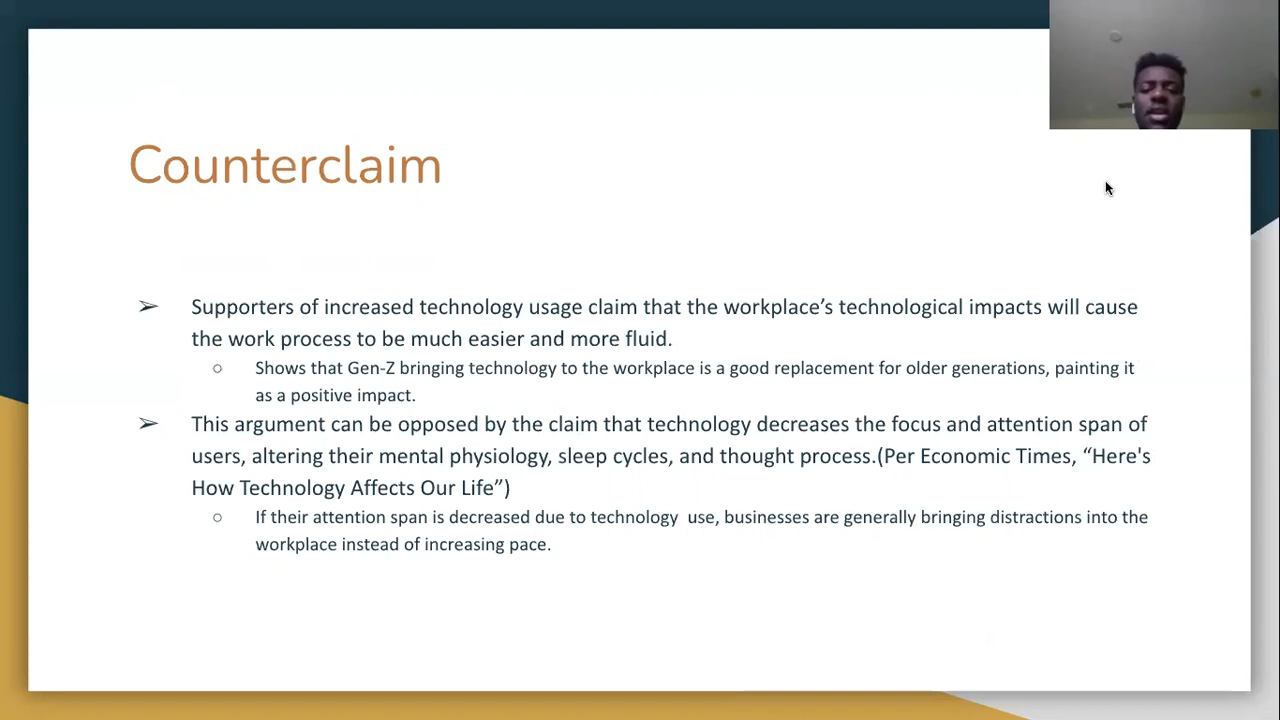 Counterclaim
➢ Supporters of increased technology usage claim that the workplace’s technological impacts will cause
the work process to be much easier and more fluid.
○ Shows that Gen-Z bringing technology to the workplace is a good replacement for older generations, painting it
as a positive impact.
➢ This argument can be opposed by the claim that technology decreases the focus and attention span of
users, altering their mental physiology, sleep cycles, and thought process.(Per Economic Times, “Here's
How Technology Affects Our Life”)
○ If their attention span is decreased due to technology  use, businesses are generally bringing distractions into the
workplace instead of increasing pace.